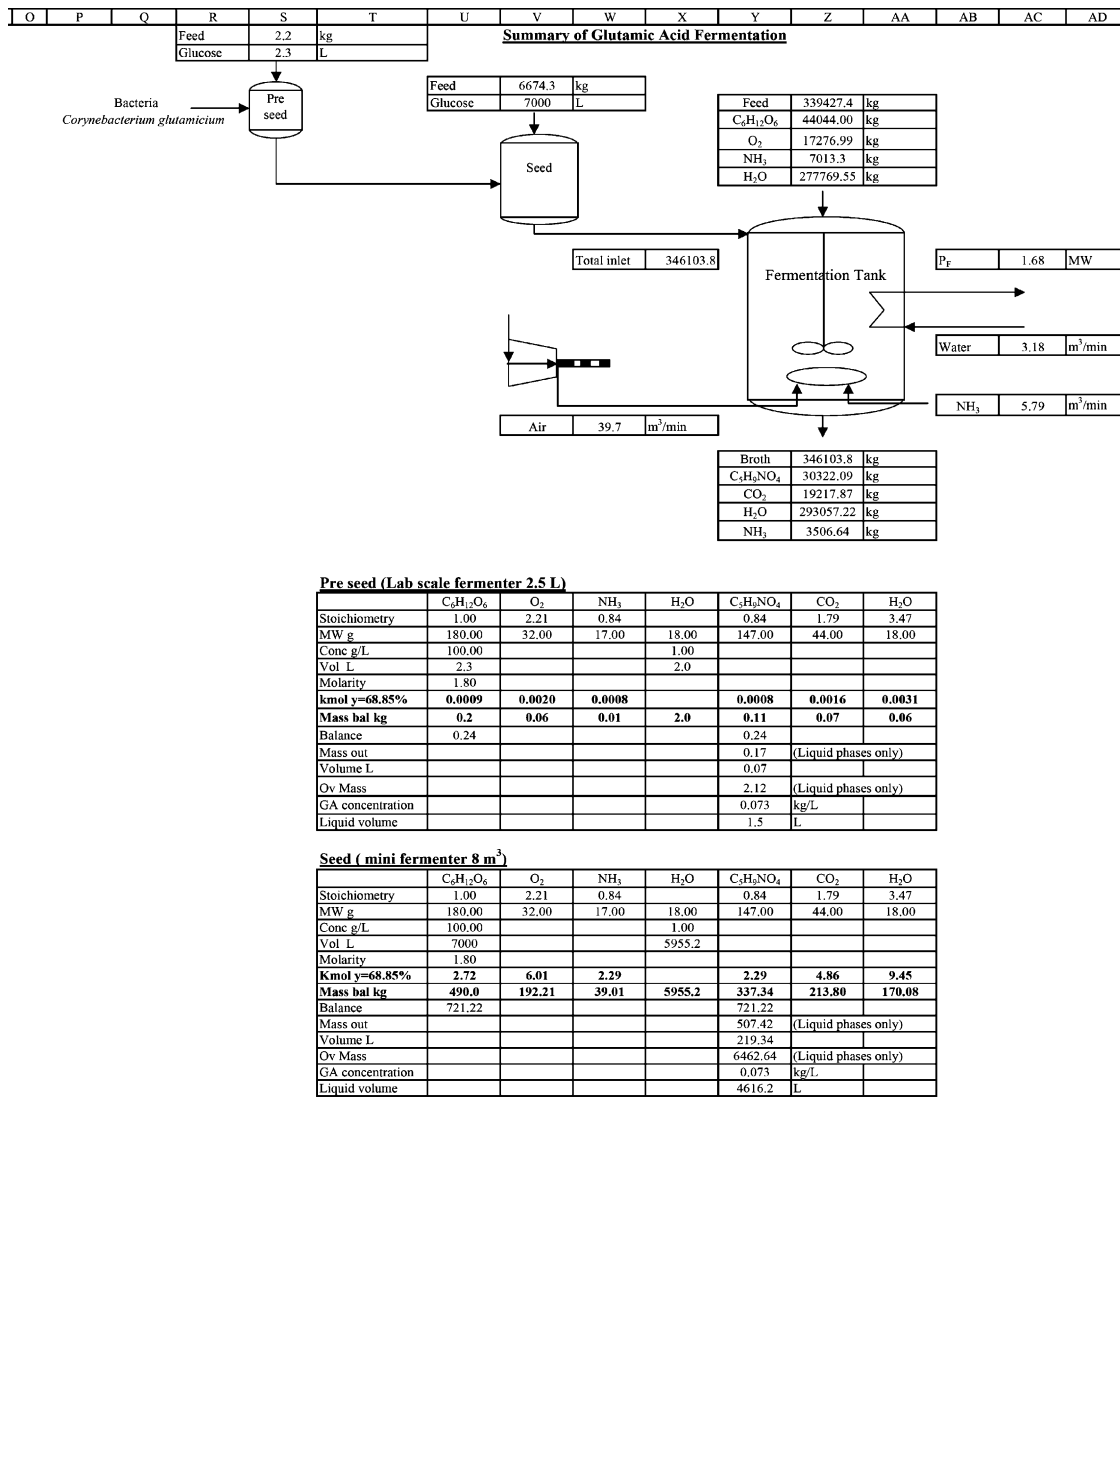 O P Q R S T U V W X Y Z AA AB AC AD
Feed 2.2 kg
Summary of Glutamic Acid Fermentation
Glucose 2.3 L
Feed 6674.3 kg
Glucose 7000 L
Bacteria
Corynebacterium glutamicium
Pre
seed
Feed 339427.4 kg
C₆H₁₂O₆ 44044.00 kg
O₂ 17276.99 kg
NH₃ 7013.3 kg
H₂O 277769.55 kg
Seed
Total inlet 346103.8
Fermentation Tank
P_F 1.68 MW
Water 3.18 m³/min
NH₃ 5.79 m³/min
Air 39.7 m³/min
Broth 346103.8 kg
C₅H₉NO₄ 30322.09 kg
CO₂ 19217.87 kg
H₂O 293057.22 kg
NH₃ 3506.64 kg
Pre seed (Lab scale fermenter 2.5 L)
C₆H₁₂O₆ O₂ NH₃ H₂O C₅H₉NO₄ CO₂ H₂O
Stoichiometry 1.00 2.21 0.84 0.84 1.79 3.47
MW g 180.00 32.00 17.00 18.00 147.00 44.00 18.00
Conc g/L 100.00 1.00
Vol L 2.3 2.0
Molarity 1.80
kmol y=68.85% 0.0009 0.0020 0.0008 0.0008 0.0016 0.0031
Mass bal kg 0.2 0.06 0.01 2.0 0.11 0.07 0.06
Balance 0.24 0.24
Mass out 0.17 (Liquid phases only)
Volume L 0.07
Ov Mass 2.12 (Liquid phases only)
GA concentration 0.073 kg/L
Liquid volume 1.5 L
Seed ( mini fermenter 8 m³)
C₆H₁₂O₆ O₂ NH₃ H₂O C₅H₉NO₄ CO₂ H₂O
Stoichiometry 1.00 2.21 0.84 0.84 1.79 3.47
MW g 180.00 32.00 17.00 18.00 147.00 44.00 18.00
Conc g/L 100.00 1.00
Vol L 7000 5955.2
Molarity 1.80
Kmol y=68.85% 2.72 6.01 2.29 2.29 4.86 9.45
Mass bal kg 490.0 192.21 39.01 5955.2 337.34 213.80 170.08
Balance 721.22 721.22
Mass out 507.42 (Liquid phases only)
Volume L 219.34
Ov Mass 6462.64 (Liquid phases only)
GA concentration 0.073 kg/L
Liquid volume 4616.2 L